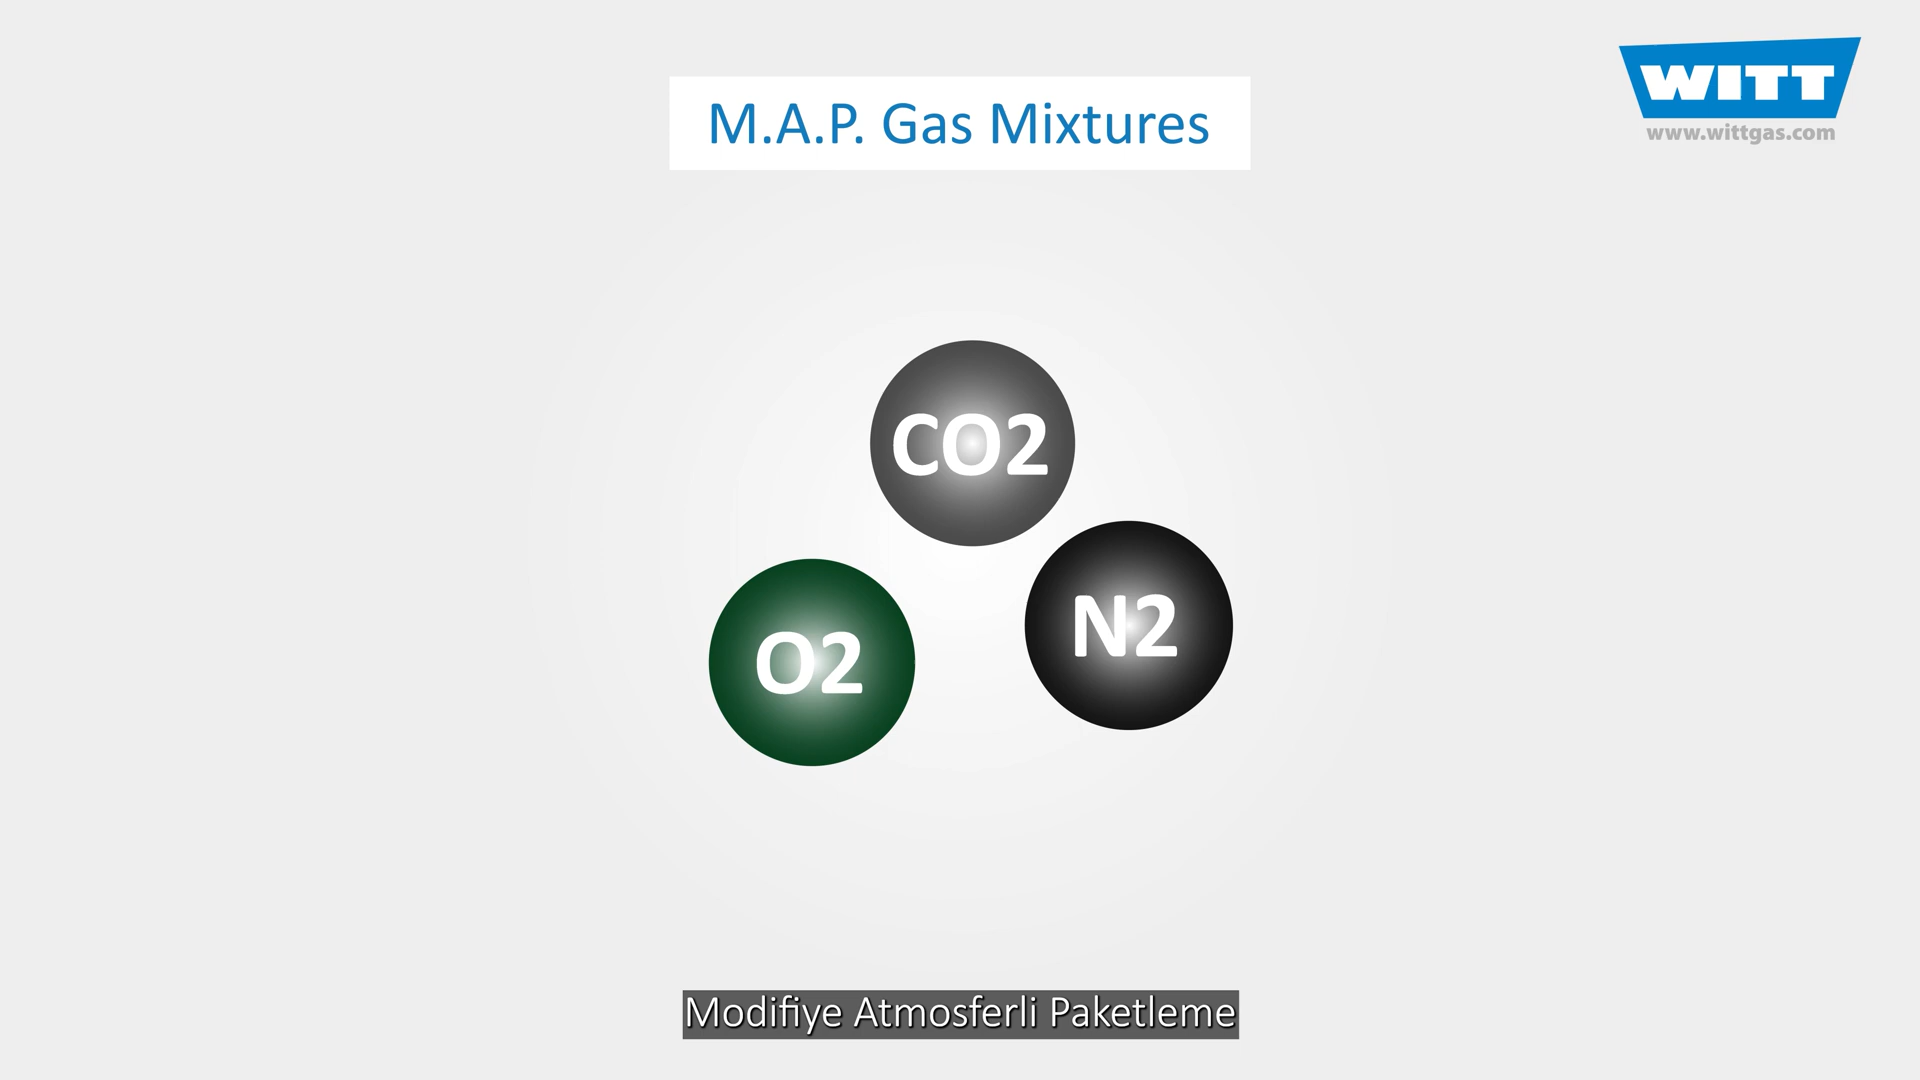 WITT
www.wittgas.com
M.A.P. Gas Mixtures
CO2
N2
O2
Modifiye Atmosferli Paketleme